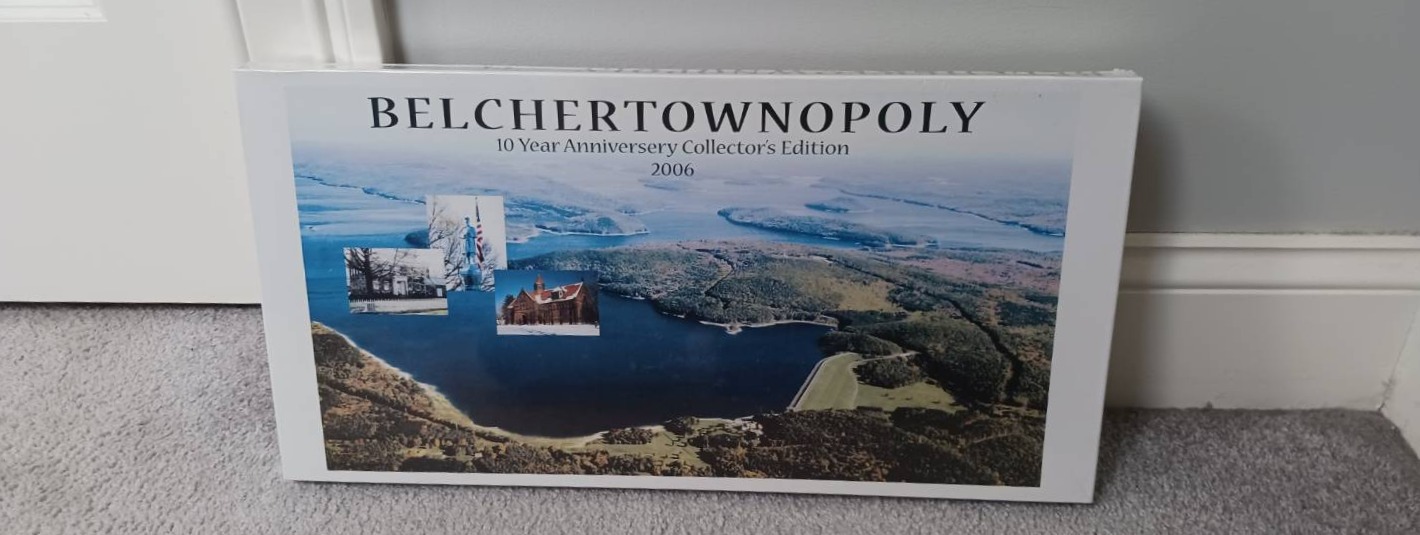 BELCHERTOWNOPOLY
10 Year Anniversery Collector's Edition
2006